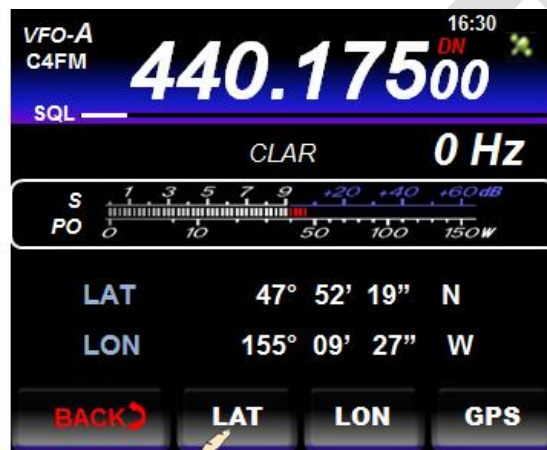 16:30
VFO-A
C4FM
440.17500
DN
SQL
CLAR 0 Hz
S 1 3 5 7 9 +20 +40 +60dB
PO 0 10 50 100 150W
LAT 47° 52’ 19” N
LON 155° 09’ 27” W
BACK LAT LON GPS